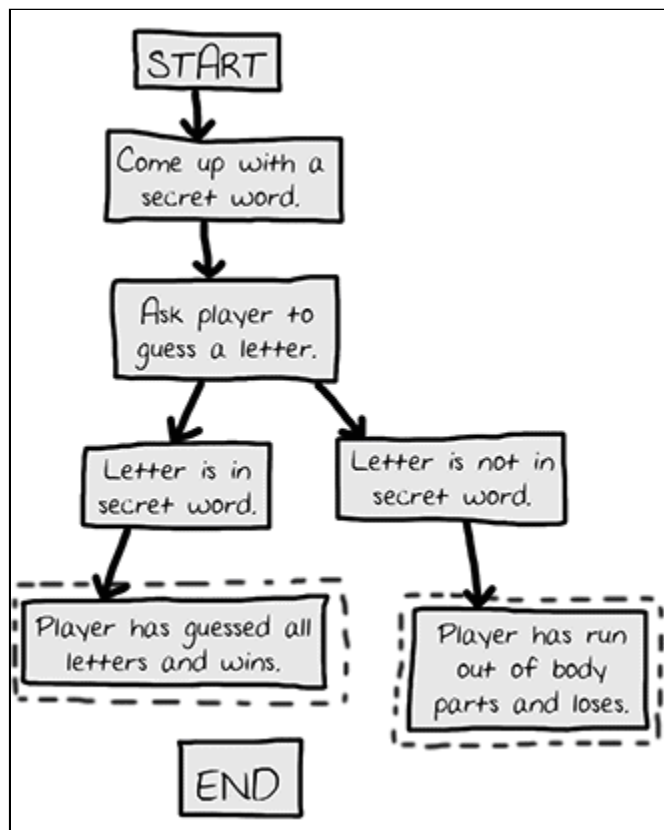 START
Come up with a
secret word.
Ask player to
guess a letter.
Letter is in
secret word.
Letter is not in
secret word.
Player has guessed all
letters and wins.
Player has run
out of body
parts and loses.
END